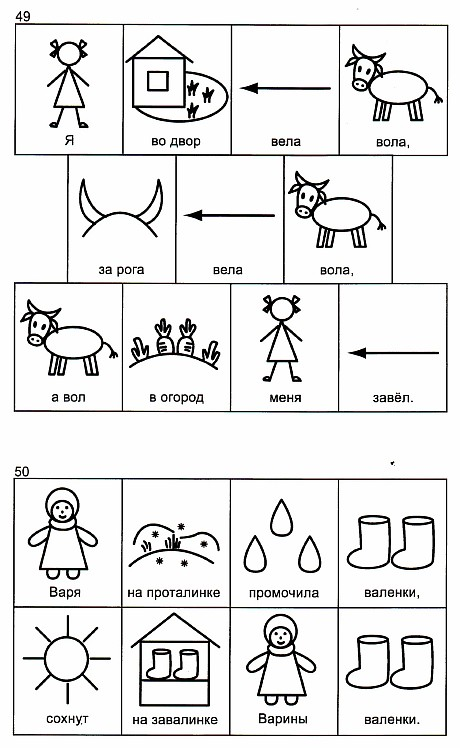 49
Я во двор вела вола,
за рога вела вола,
а вол в огород меня завёл.
50
Варя на проталинке промочила валенки,
сохнут на завалинке Варины валенки.